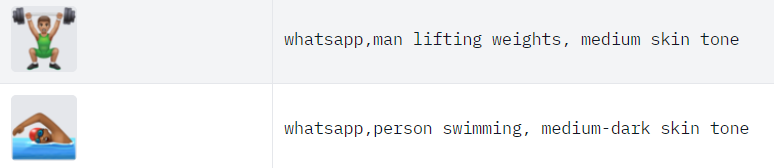 whatsapp,man lifting weights, medium skin tone
whatsapp,person swimming, medium-dark skin tone